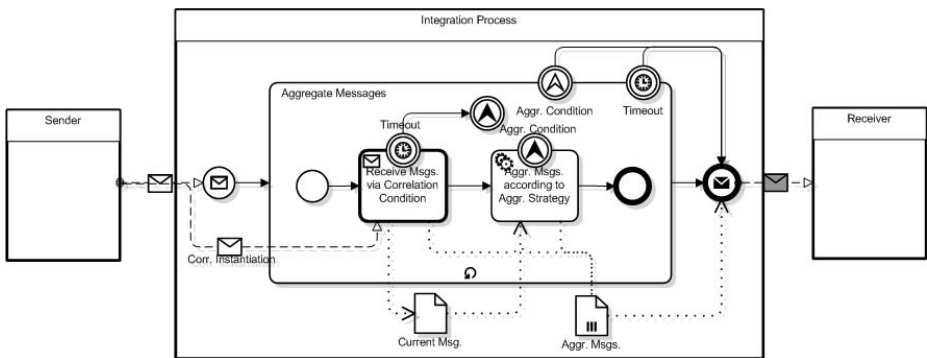 Integration Process
Sender
Receiver
Aggregate Messages
Aggr. Condition
Timeout
Timeout
Aggr. Condition
Receive Msgs.
via Correlation
Condition
Aggr. Msgs.
according to
Aggr. Strategy
Corr. Instantiation
Current Msg.
Aggr. Msgs.